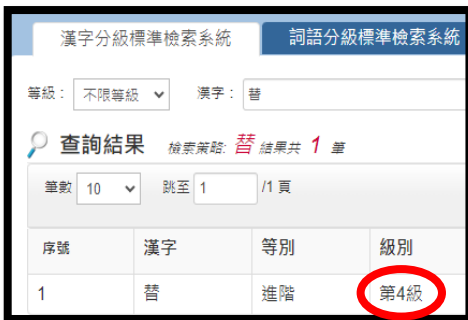 漢字分級標準檢索系統 詞語分級標準檢索系統
等級： 不限等級 漢字： 替
查詢結果 檢索策略: 替 結果共 1 筆
筆數 10 跳至 1 /1 頁
序號 漢字 等別 級別
1 替 進階 第4級